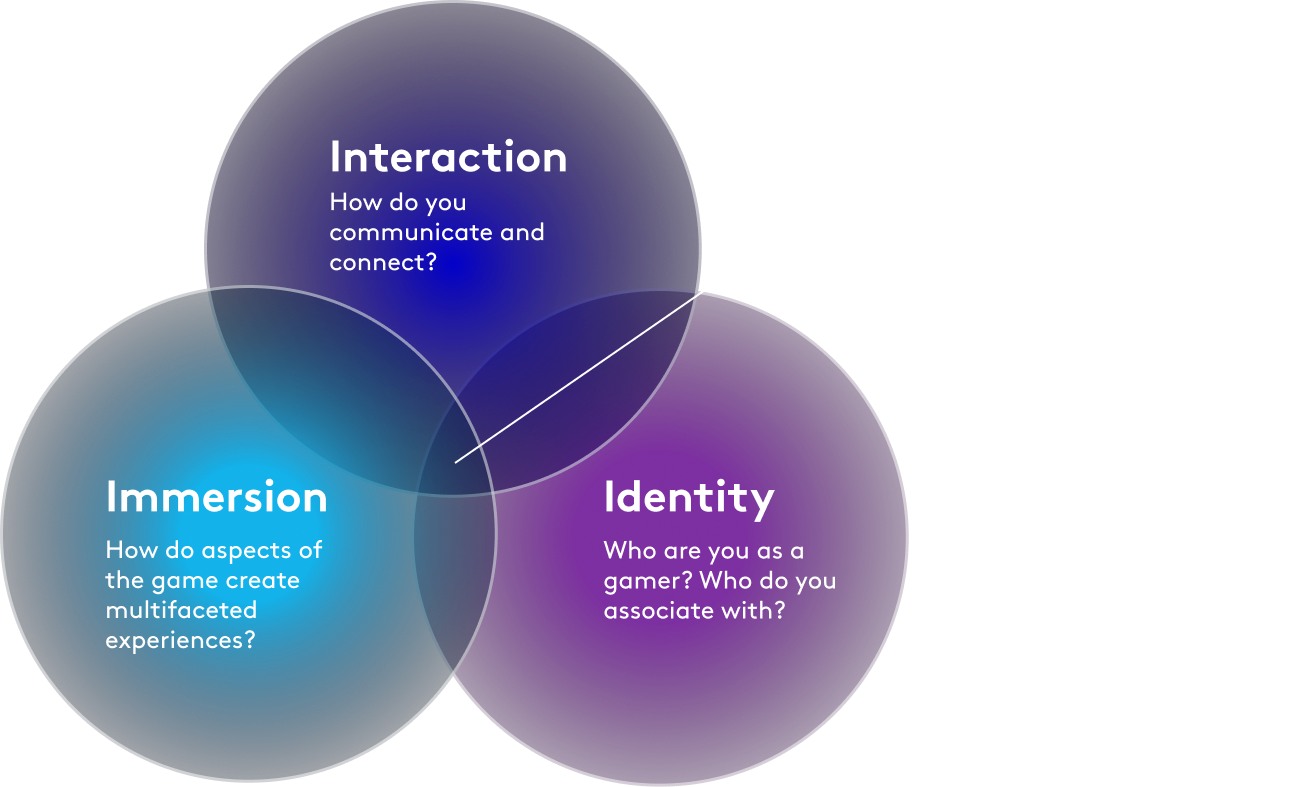 Interaction
How do you
communicate and
connect?
Immersion
How do aspects of
the game create
multifaceted
experiences?
Identity
Who are you as a
gamer? Who do you
associate with?